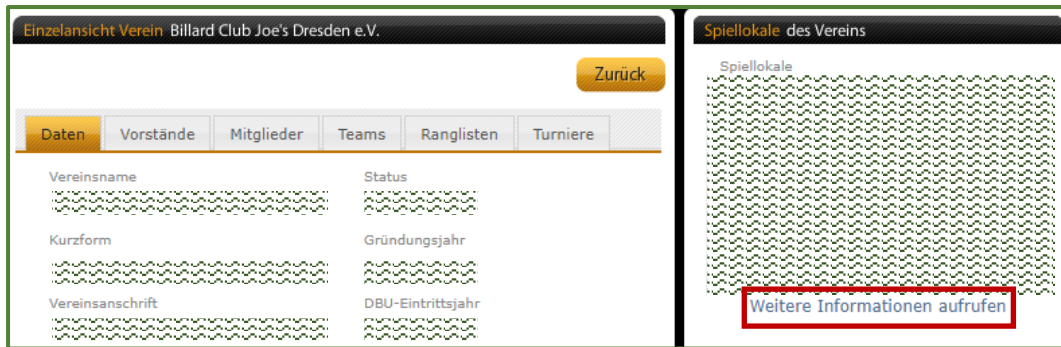 Einzelansicht Verein Billard Club Joe's Dresden e.V.
Zurück
Daten Vorstände Mitglieder Teams Ranglisten Turniere
Vereinsname Status
Kurzform Gründungsjahr
Vereinsanschrift DBU-Eintrittsjahr
Spiellokale des Vereins
Spiellokale
Weitere Informationen aufrufen